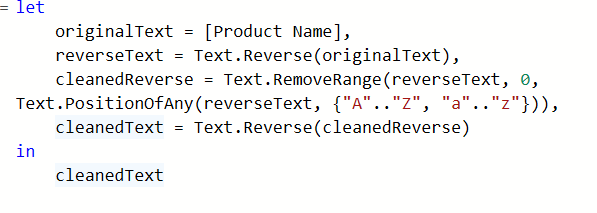 = let
originalText = [Product Name],
reverseText = Text.Reverse(originalText),
cleanedReverse = Text.RemoveRange(reverseText, 0,
Text.PositionOfAny(reverseText, {"A".."Z", "a".."z"})),
cleanedText = Text.Reverse(cleanedReverse)
in
cleanedText